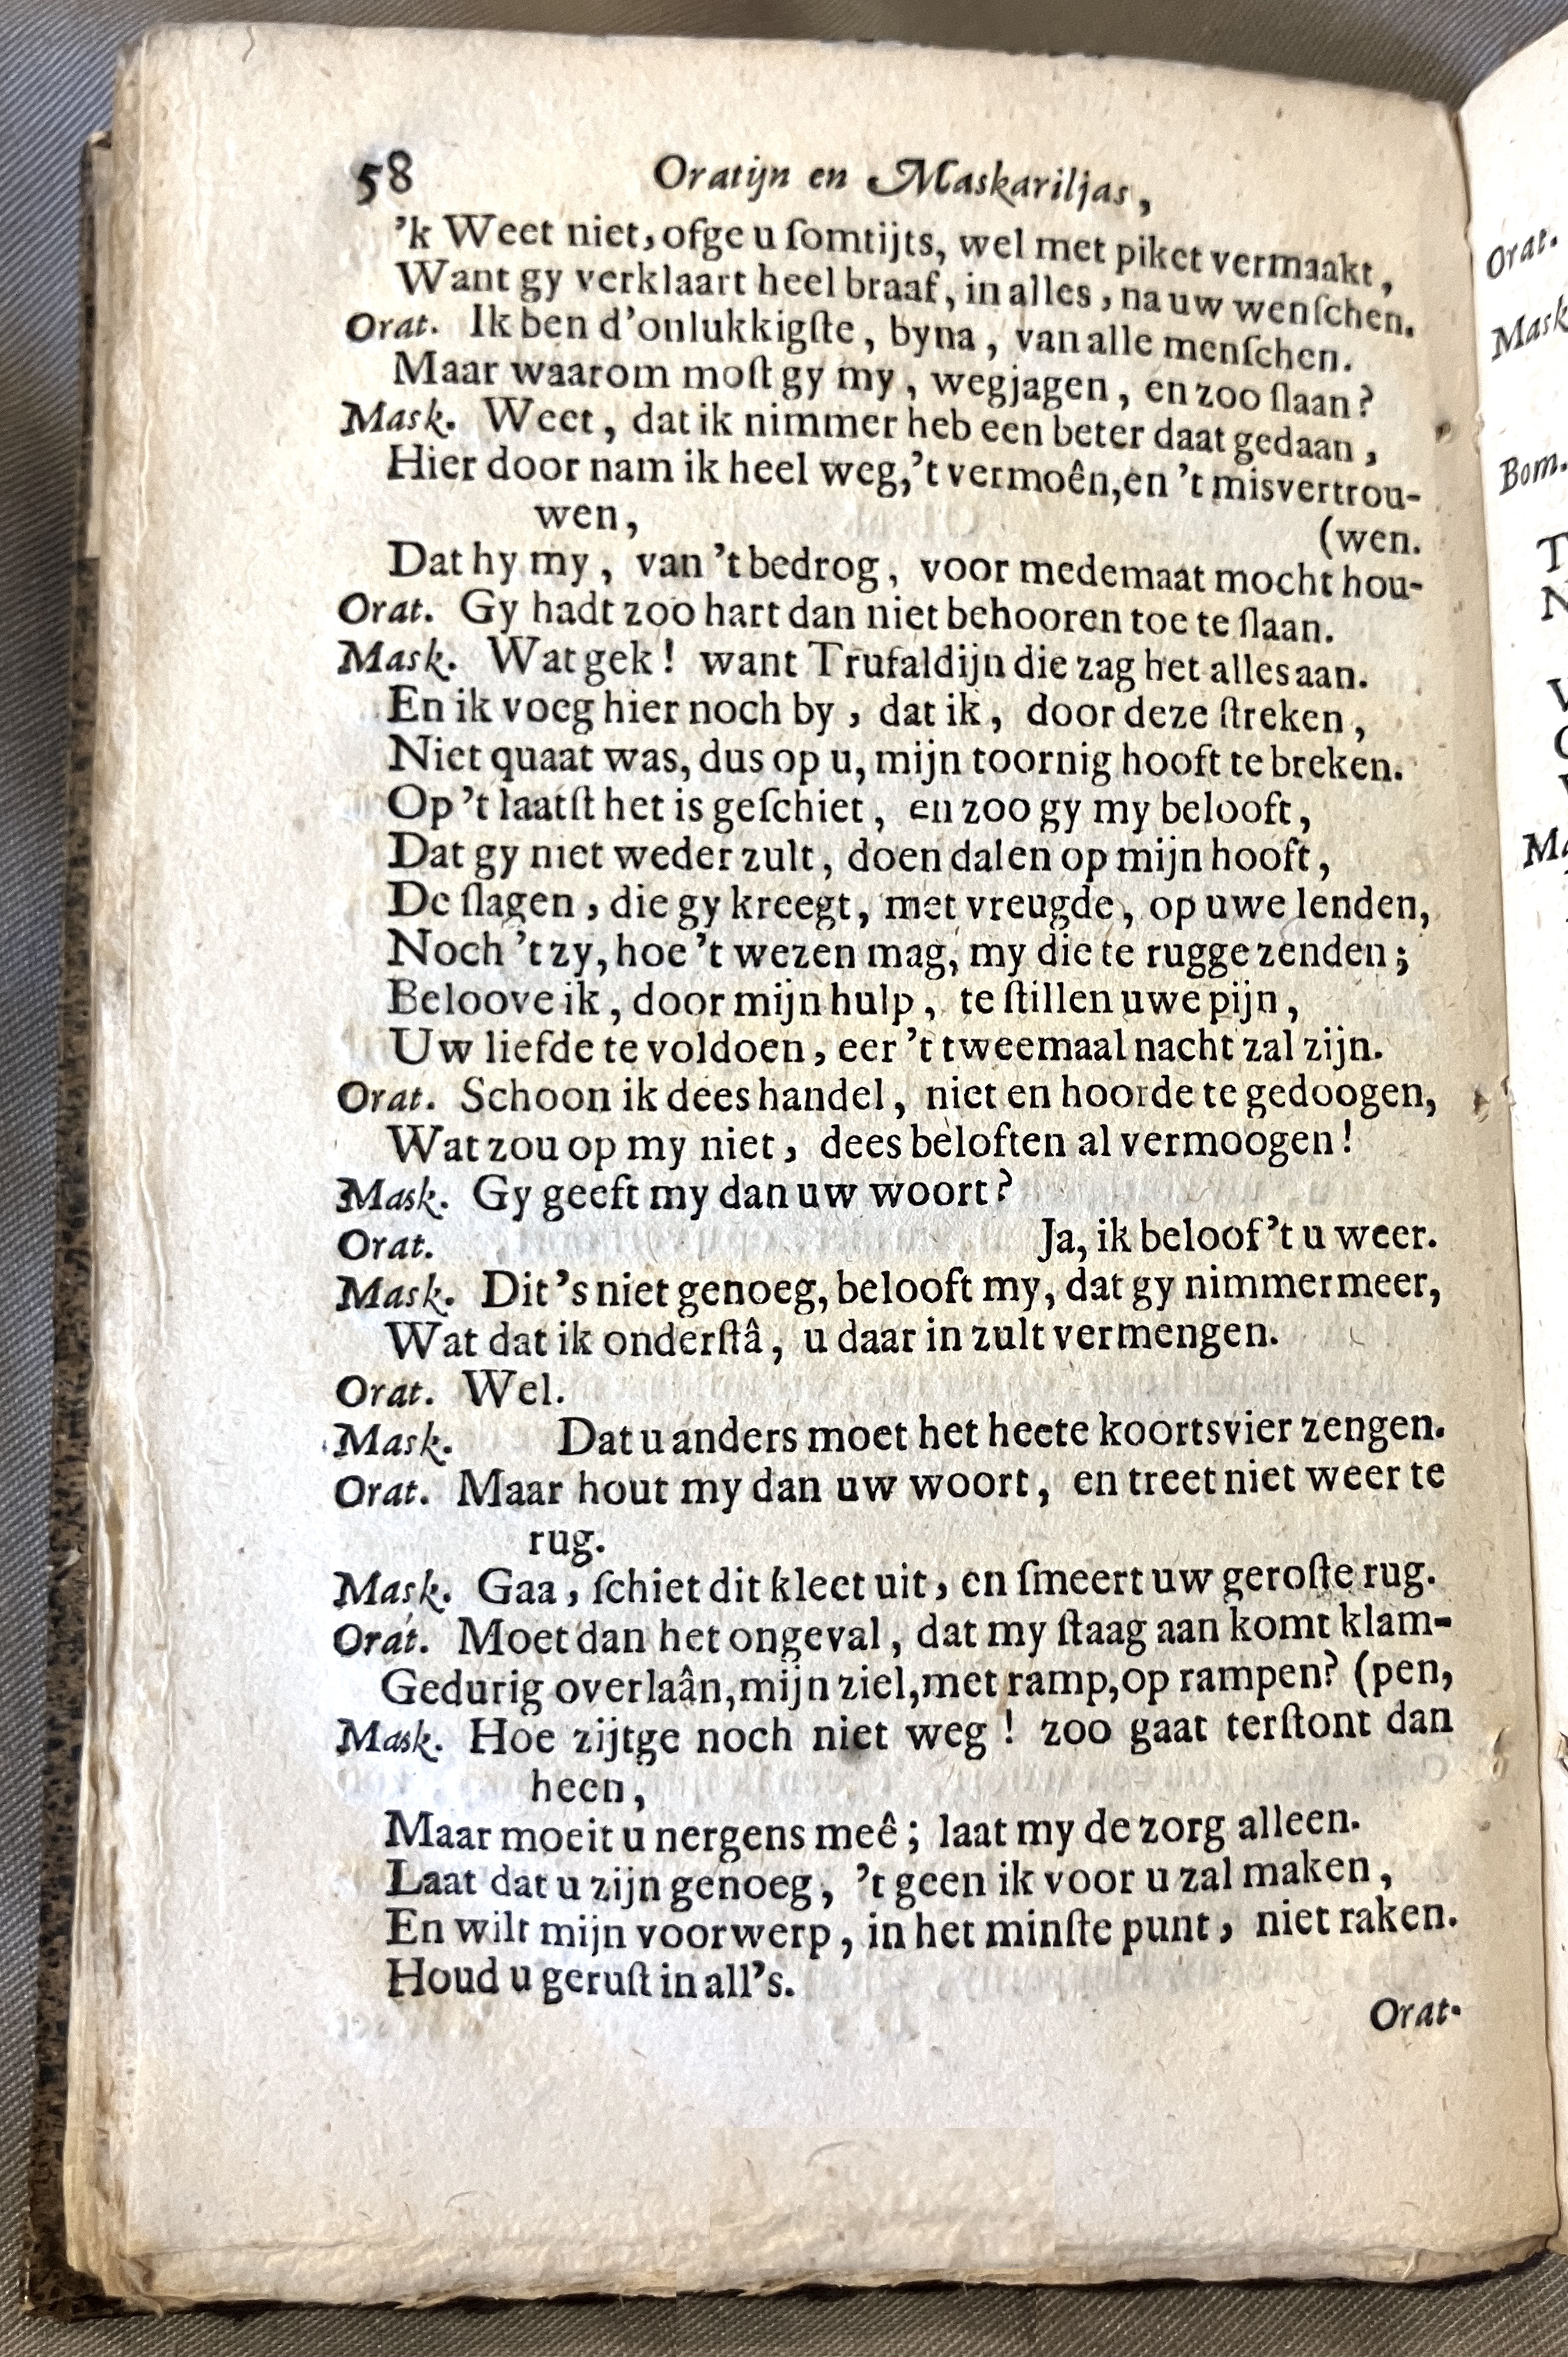 58 Oratijn en Maskariljas,
'k Weet niet, ofge u ſomtijts, wel met piket vermaakt,
Want gy verklaart heel braaf, in alles, na uw wenſchen.
Orat. Ik ben d'onlukkigſte, byna, van alle menſchen.
Maar waarom moſt gy my, wegjagen, en zoo ſlaan?
Mask. Weet, dat ik nimmer heb een beter daat gedaan,
Hier door nam ik heel weg,'t vermoên,en 't misvertrou-
wen,
(wen.
Dat hy my, van 't bedrog, voor medemaat mocht hou-
Orat. Gy hadt zoo hart dan niet behooren toe te ſlaan.
Mask. Wat gek! want Trufaldijn die zag het alles aan.
En ik voeg hier noch by, dat ik, door deze ſtreken,
Niet quaat was, dus op u, mijn toornig hooft te breken.
Op 't laatſt het is geſchiet, en zoo gy my belooft,
Dat gy niet weder zult, doen dalen op mijn hooft,
De ſlagen, die gy kreegt, met vreugde, op uwe lenden,
Noch 't zy, hoe 't wezen mag, my die te rugge zenden;
Beloove ik, door mijn hulp, te ſtillen uwe pijn,
Uw liefde te voldoen, eer 't tweemaal nacht zal zijn.
Orat. Schoon ik dees handel, niet en hoorde te gedoogen,
Wat zou op my niet, dees beloften al vermoogen!
Mask. Gy geeft my dan uw woort?
Orat. Ja, ik beloof 't u weer.
Mask. Dit 's niet genoeg, belooft my, dat gy nimmermeer,
Wat dat ik onderſtâ, u daar in zult vermengen.
Orat. Wel.
Mask. Dat u anders moet het heete koortsvier zengen.
Orat. Maar hout my dan uw woort, en treet niet weer te
rug.
Mask. Gaa, ſchiet dit kleet uit, en ſmeert uw geroſte rug.
Orat. Moet dan het ongeval, dat my ſtaag aan komt klam-
Gedurig overlaân,mijn ziel,met ramp,op rampen? (pen,
Mask. Hoe zijtge noch niet weg! zoo gaat terſtont dan
heen,
Maar moeit u nergens meê; laat my de zorg alleen.
Laat dat u zijn genoeg, 't geen ik voor u zal maken,
En wilt mijn voorwerp, in het minſte punt, niet raken.
Houd u geruſt in all's.
Orat.
Orat.
Mask
Bom.